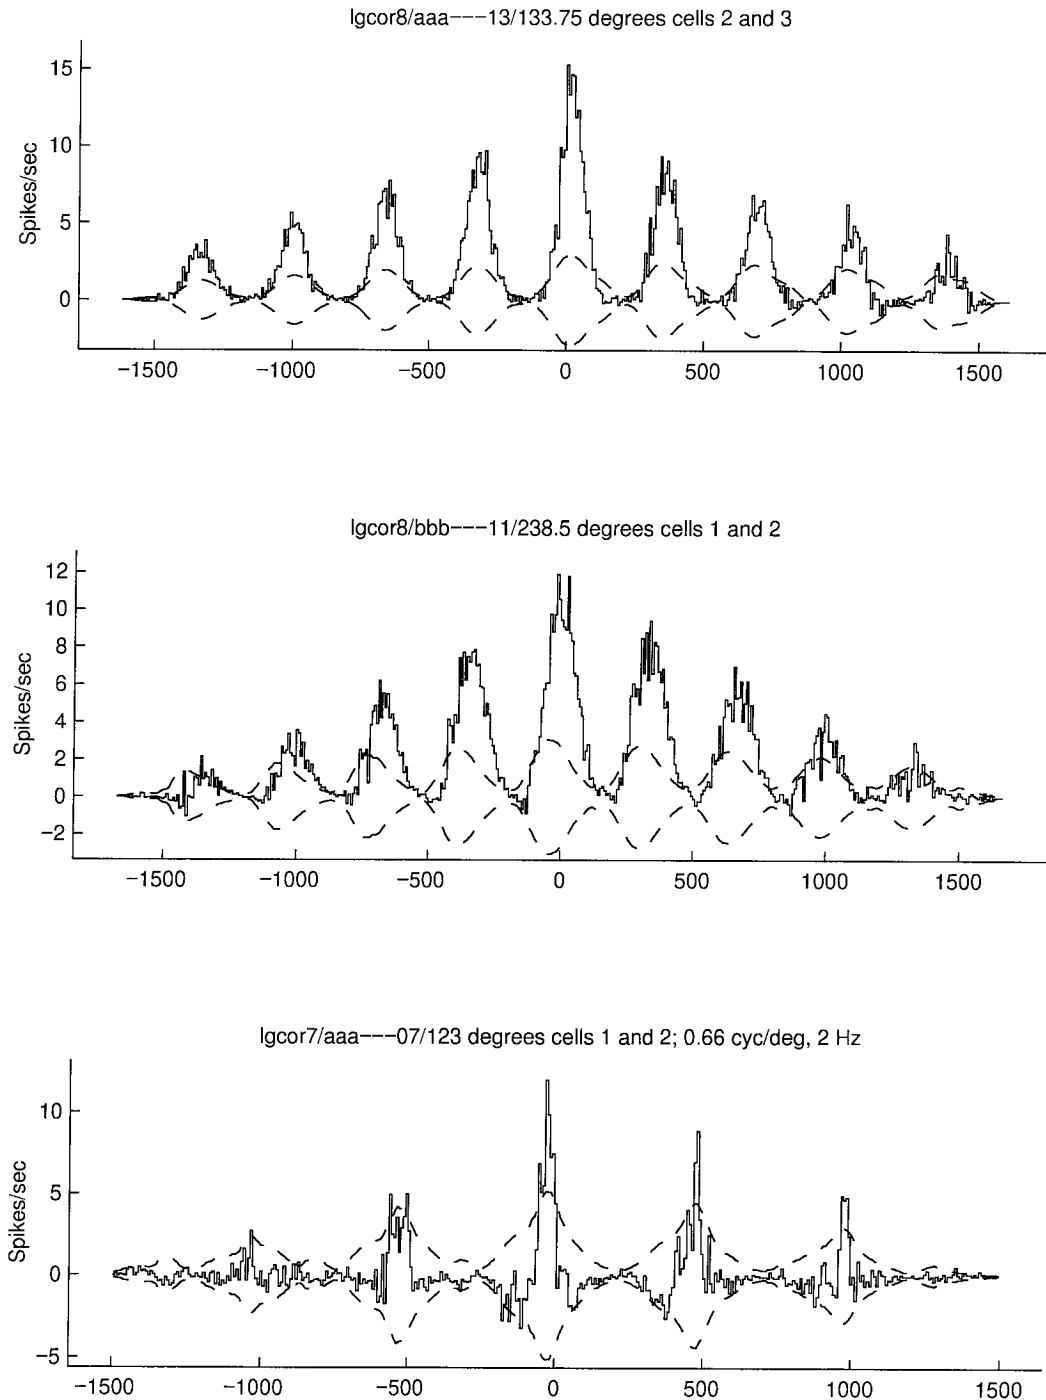 lgcor8/aaa---13/133.75 degrees cells 2 and 3
15
10
5
0
Spikes/sec
-1500 -1000 -500 0 500 1000 1500
lgcor8/bbb---11/238.5 degrees cells 1 and 2
12
10
8
6
4
2
0
-2
Spikes/sec
-1500 -1000 -500 0 500 1000 1500
lgcor7/aaa---07/123 degrees cells 1 and 2; 0.66 cyc/deg, 2 Hz
10
5
0
-5
Spikes/sec
-1500 -1000 -500 0 500 1000 1500